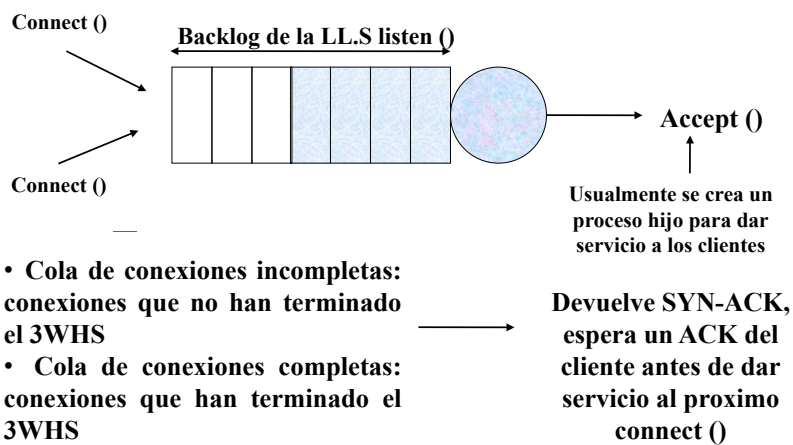 Connect ()
Backlog de la LL.S listen ()
Accept ()
Connect ()
Usualmente se crea un
proceso hijo para dar
servicio a los clientes
• Cola de conexiones incompletas:
conexiones que no han terminado
el 3WHS
• Cola de conexiones completas:
conexiones que han terminado el
3WHS
Devuelve SYN-ACK,
espera un ACK del
cliente antes de dar
servicio al proximo
connect ()